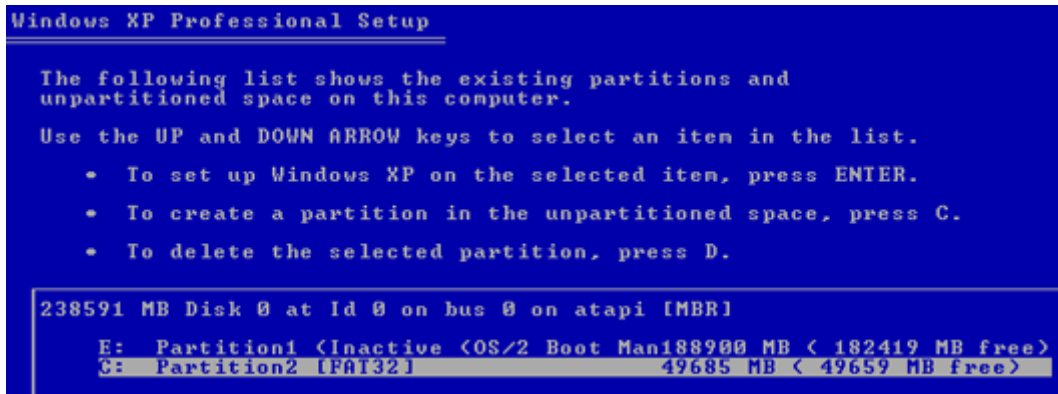 Windows XP Professional Setup
The following list shows the existing partitions and
unpartitioned space on this computer.
Use the UP and DOWN ARROW keys to select an item in the list.
• To set up Windows XP on the selected item, press ENTER.
• To create a partition in the unpartitioned space, press C.
• To delete the selected partition, press D.
238591 MB Disk 0 at Id 0 on bus 0 on atapi [MBR]
E: Partition1 (Inactive (OS/2 Boot Man188900 MB ( 182419 MB free)
C: Partition2 [FAT32] 49685 MB ( 49659 MB free)